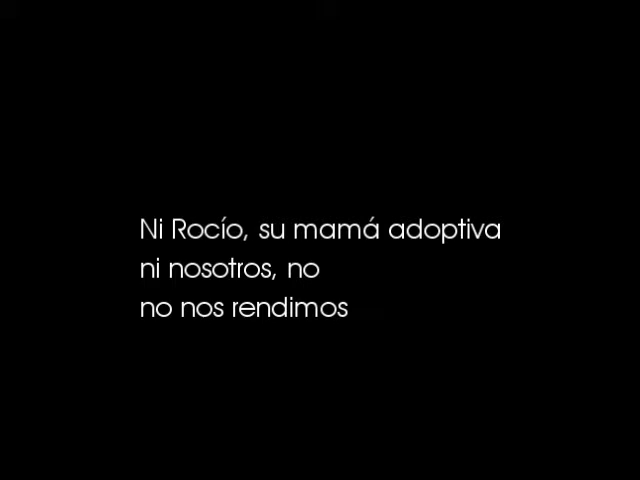 Ni Rocío, su mamá adoptiva
ni nosotros, no
no nos rendimos